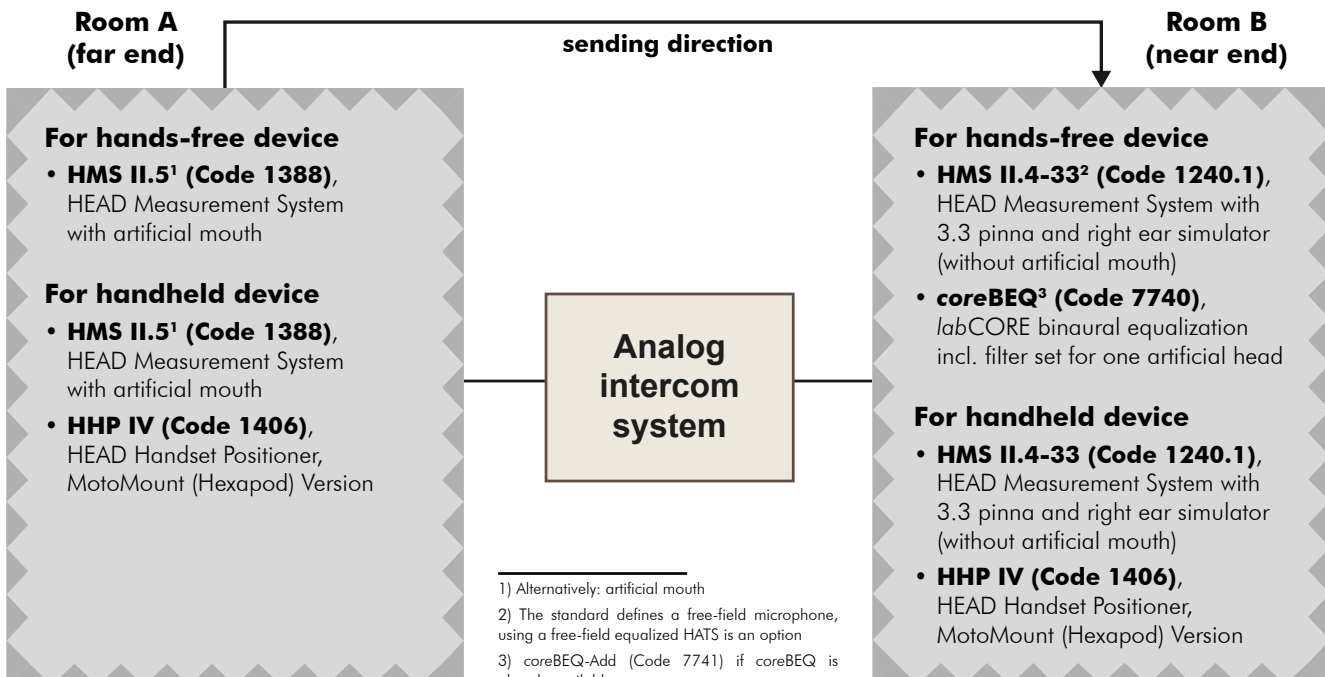 Room A
(far end)
sending direction
Room B
(near end)
For hands-free device
• HMS II.5¹ (Code 1388),
HEAD Measurement System
with artificial mouth
For handheld device
• HMS II.5¹ (Code 1388),
HEAD Measurement System
with artificial mouth
• HHP IV (Code 1406),
HEAD Handset Positioner,
MotoMount (Hexapod) Version
Analog
intercom
system
For hands-free device
• HMS II.4-33² (Code 1240.1),
HEAD Measurement System with
3.3 pinna and right ear simulator
(without artificial mouth)
• coreBEQ³ (Code 7740),
labCORE binaural equalization
incl. filter set for one artificial head
For handheld device
• HMS II.4-33 (Code 1240.1),
HEAD Measurement System with
3.3 pinna and right ear simulator
(without artificial mouth)
• HHP IV (Code 1406),
HEAD Handset Positioner,
MotoMount (Hexapod) Version
1) Alternatively: artificial mouth
2) The standard defines a free-field microphone,
using a free-field equalized HATS is an option
3) coreBEQ-Add (Code 7741) if coreBEQ is